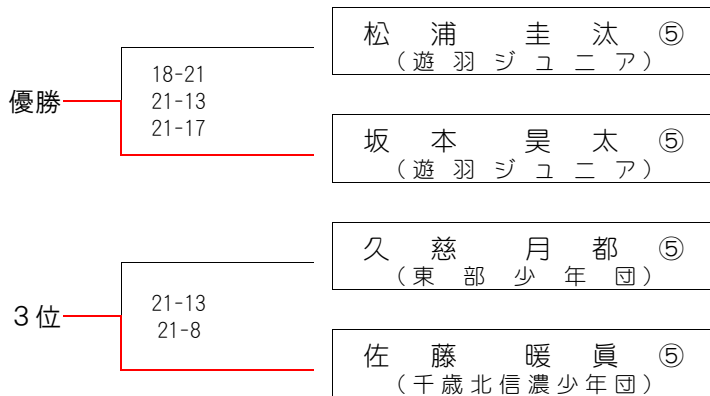 松浦 圭汰 ⑤
(遊羽ジュニア)
優勝
18-21
21-13
21-17
坂本 昊太 ⑤
(遊羽ジュニア)
久慈 月都 ⑤
(東部少年団)
3位
21-13
21-8
佐藤 暖眞 ⑤
(千歳北信濃少年団)